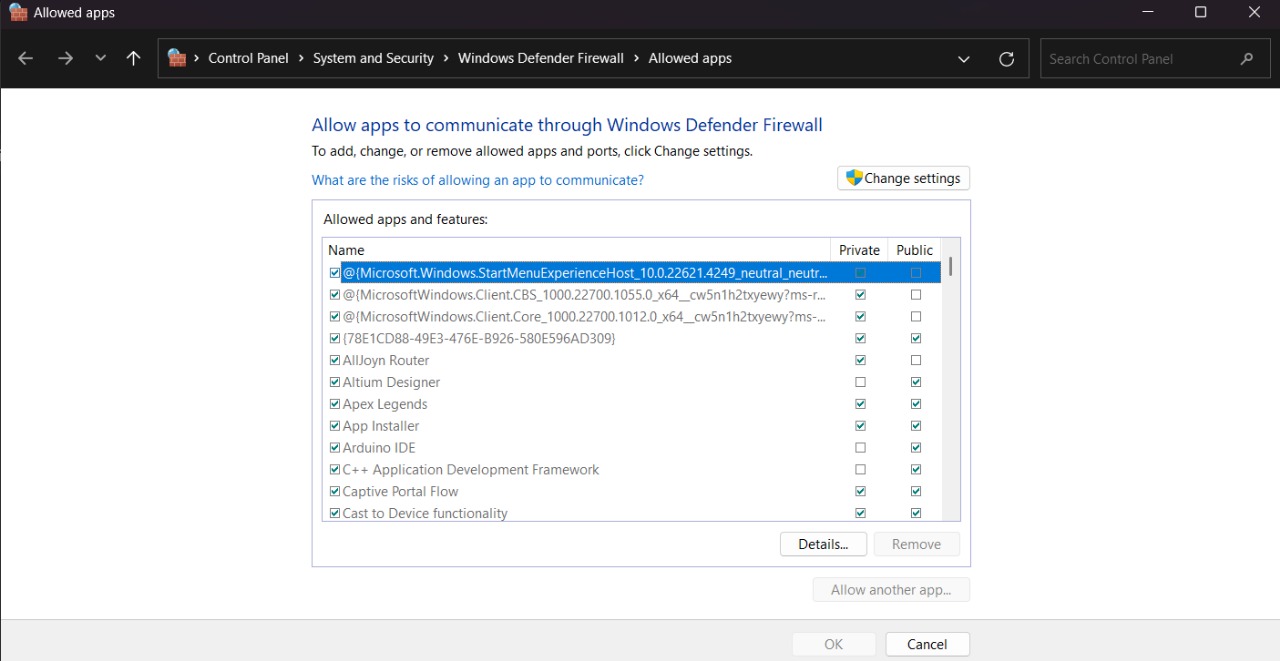 Allowed apps
Control Panel › System and Security › Windows Defender Firewall › Allowed apps
Search Control Panel
Allow apps to communicate through Windows Defender Firewall
To add, change, or remove allowed apps and ports, click Change settings.
What are the risks of allowing an app to communicate?
Change settings
Allowed apps and features:
Name Private Public
@{Microsoft.Windows.StartMenuExperienceHost_10.0.22621.4249_neutral_neutr...
@{MicrosoftWindows.Client.CBS_1000.22700.1055.0_x64__cw5n1h2txyewy?ms-r...
@{MicrosoftWindows.Client.Core_1000.22700.1012.0_x64__cw5n1h2txyewy?ms-...
{78E1CD88-49E3-476E-B926-580E596AD309}
AllJoyn Router
Altium Designer
Apex Legends
App Installer
Arduino IDE
C++ Application Development Framework
Captive Portal Flow
Cast to Device functionality
Details... Remove
Allow another app...
OK Cancel